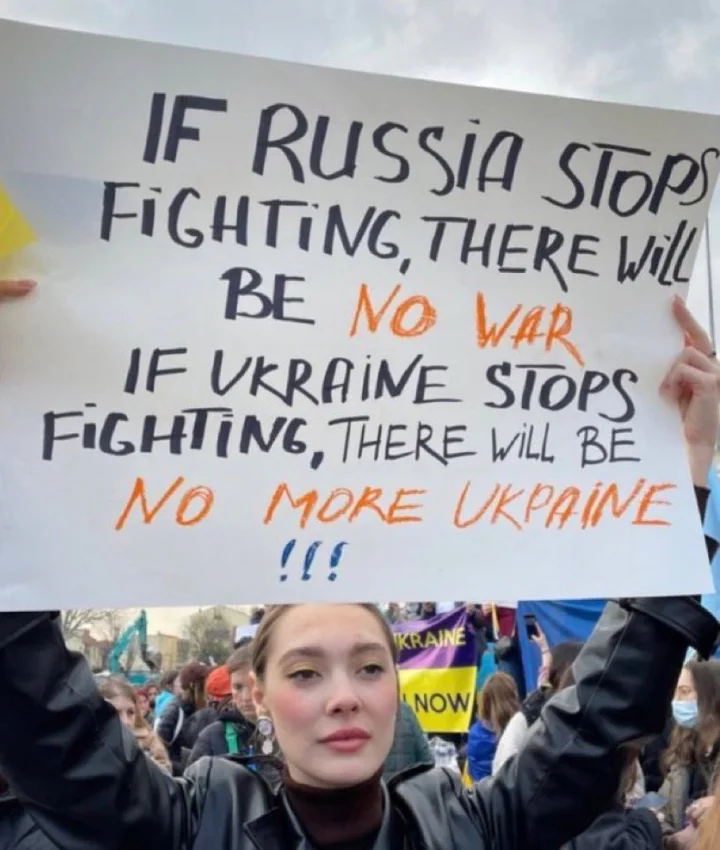 IF RUSSiA STOPS
FiGHTiNG, THERE Will
BE NO WAR
IF UKRAiNE STOPS
FiGHTiNG, THERE WiLL BE
NO MORE UKPAiNE
!!!
KRAINE
NOW